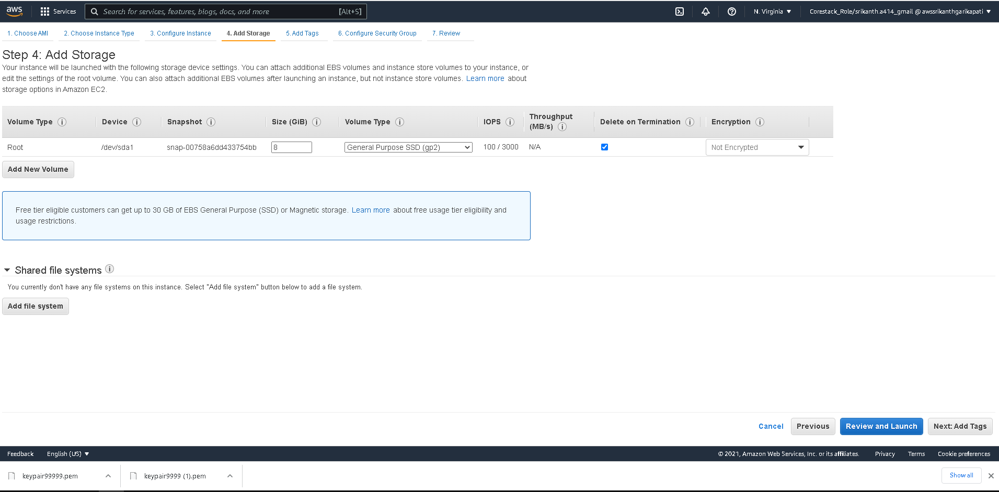 aws
Services
Search for services, features, blogs, docs, and more
[Alt+S]
N. Virginia
Corestack_Role/srikanth.a414_gmail @ awssrikanthgarikapati
1. Choose AMI
2. Choose Instance Type
3. Configure Instance
4. Add Storage
5. Add Tags
6. Configure Security Group
7. Review
Step 4: Add Storage
Your instance will be launched with the following storage device settings. You can attach additional EBS volumes and instance store volumes to your instance, or
edit the settings of the root volume. You can also attach additional EBS volumes after launching an instance, but not instance store volumes. Learn more about
storage options in Amazon EC2.
Volume Type
Device
Snapshot
Size (GiB)
Volume Type
IOPS
Throughput
(MB/s)
Delete on Termination
Encryption
Root
/dev/sda1
snap-00758a6dd433754bb
8
General Purpose SSD (gp2)
100 / 3000
N/A
Not Encrypted
Add New Volume
Free tier eligible customers can get up to 30 GB of EBS General Purpose (SSD) or Magnetic storage. Learn more about free usage tier eligibility and
usage restrictions.
Shared file systems
You currently don't have any file systems on this instance. Select "Add file system" button below to add a file system.
Add file system
Cancel
Previous
Review and Launch
Next: Add Tags
Feedback
English (US)
© 2021, Amazon Web Services, Inc. or its affiliates.
Privacy
Terms
Cookie preferences
keypair99999.pem
keypair9999 (1).pem
Show all